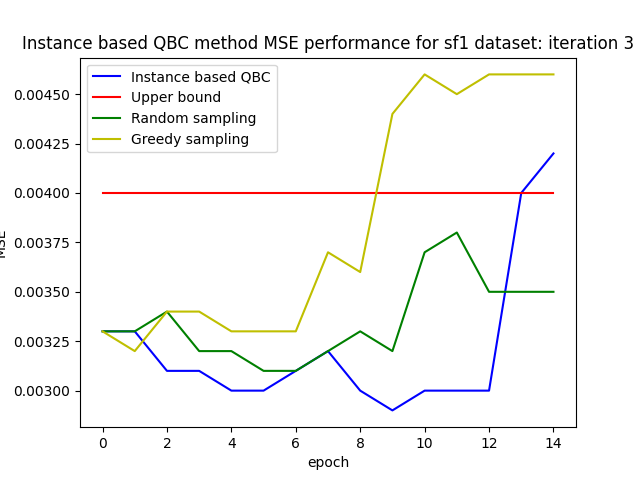 Instance based QBC method MSE performance for sf1 dataset: iteration 3
Instance based QBC
Upper bound
Random sampling
Greedy sampling
0.00450
0.00425
0.00400
0.00375
0.00350
0.00325
0.00300
MSE
0 2 4 6 8 10 12 14
epoch